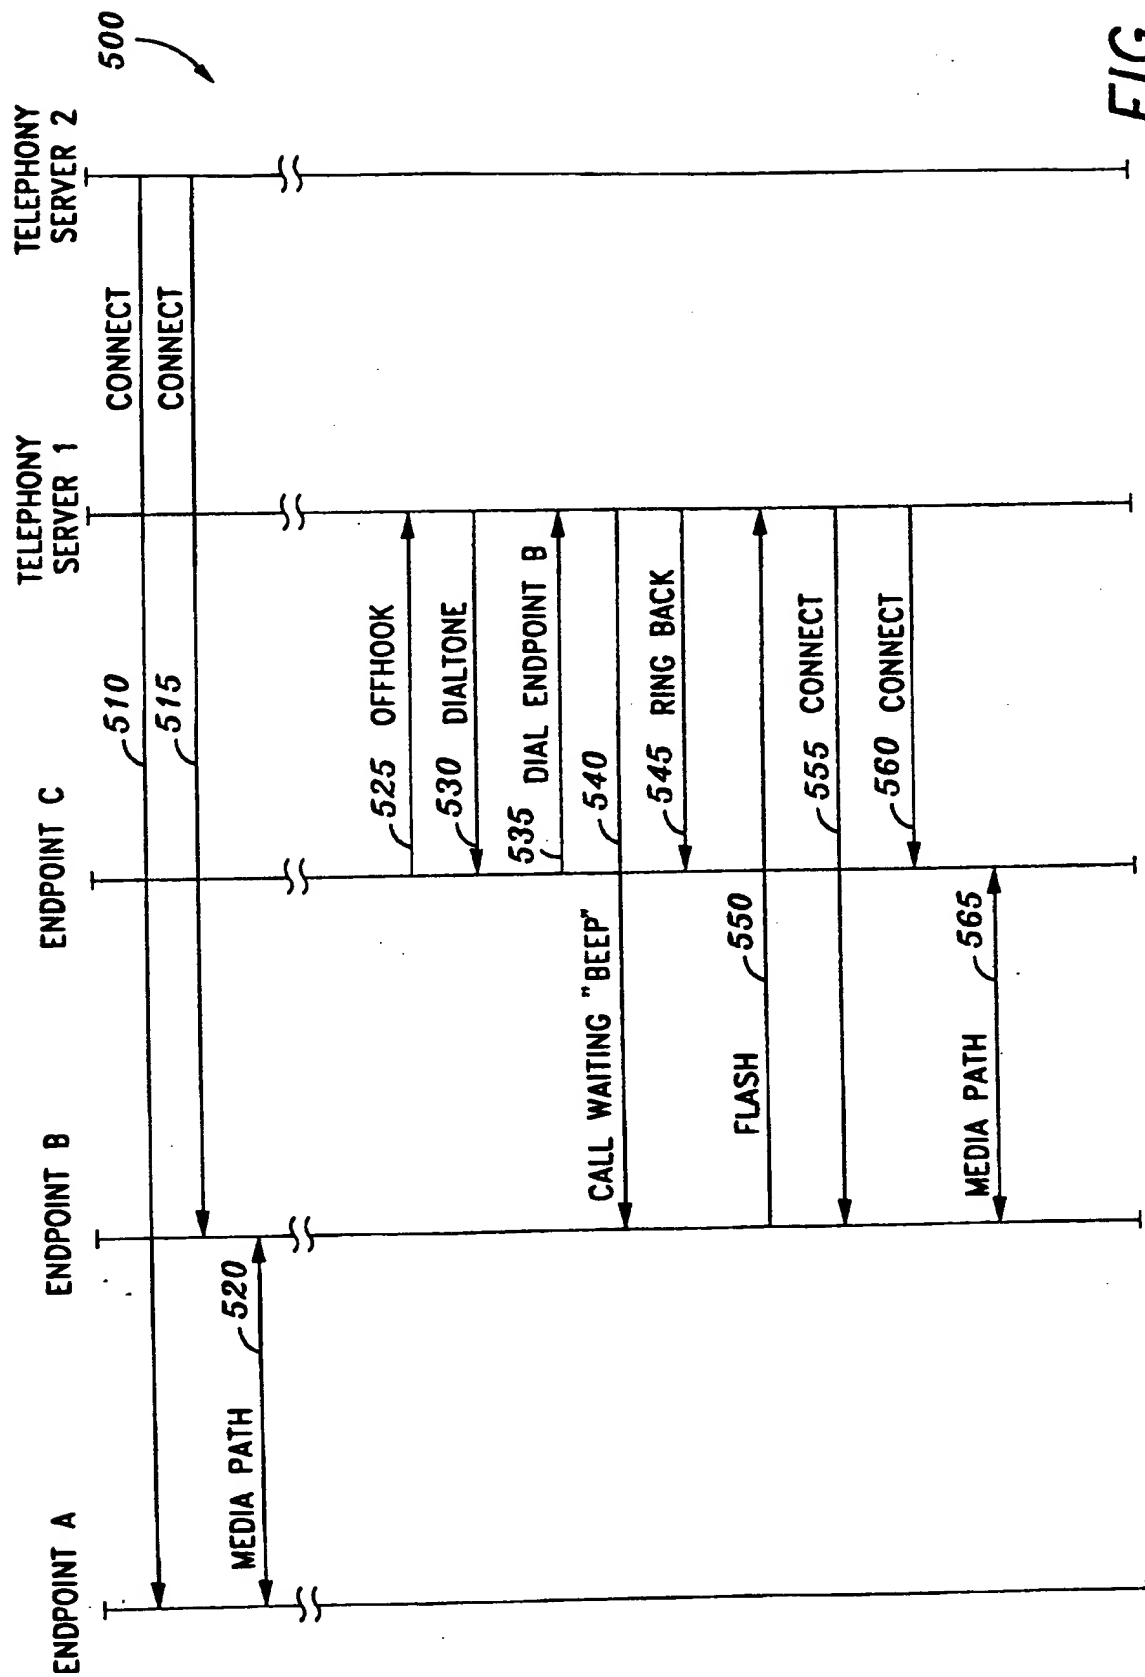 500
ENDPOINT A
ENDPOINT B
ENDPOINT C
TELEPHONY
SERVER 1
TELEPHONY
SERVER 2
510
CONNECT
515
CONNECT
MEDIA PATH
520
525 OFFHOOK
530 DIALTONE
535 DIAL ENDPOINT B
CALL WAITING "BEEP"
540
545 RING BACK
FLASH
550
555 CONNECT
560 CONNECT
MEDIA PATH
565
FIG